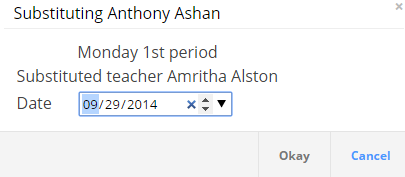 Substituting Anthony Ashan
Monday 1st period
Substituted teacher Amritha Alston
Date 09/29/2014
Okay Cancel